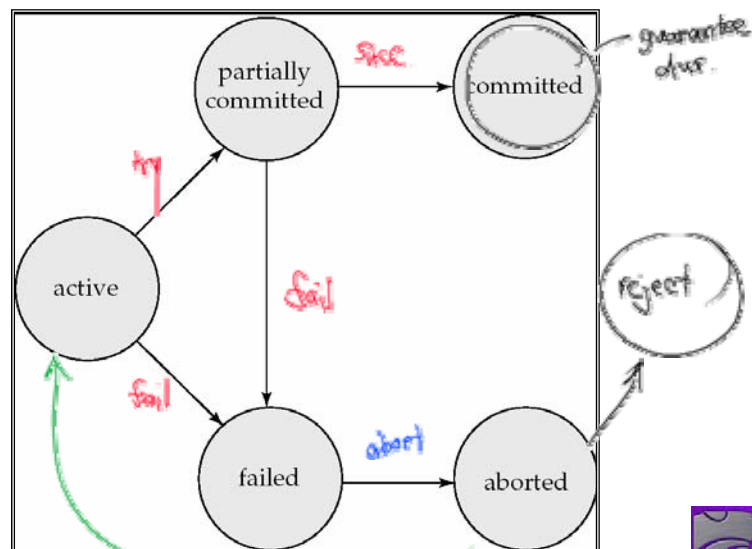 partially
committed
succ.
committed
guarantee
dur.
try
active
fail
reject
fail
abort
failed
aborted